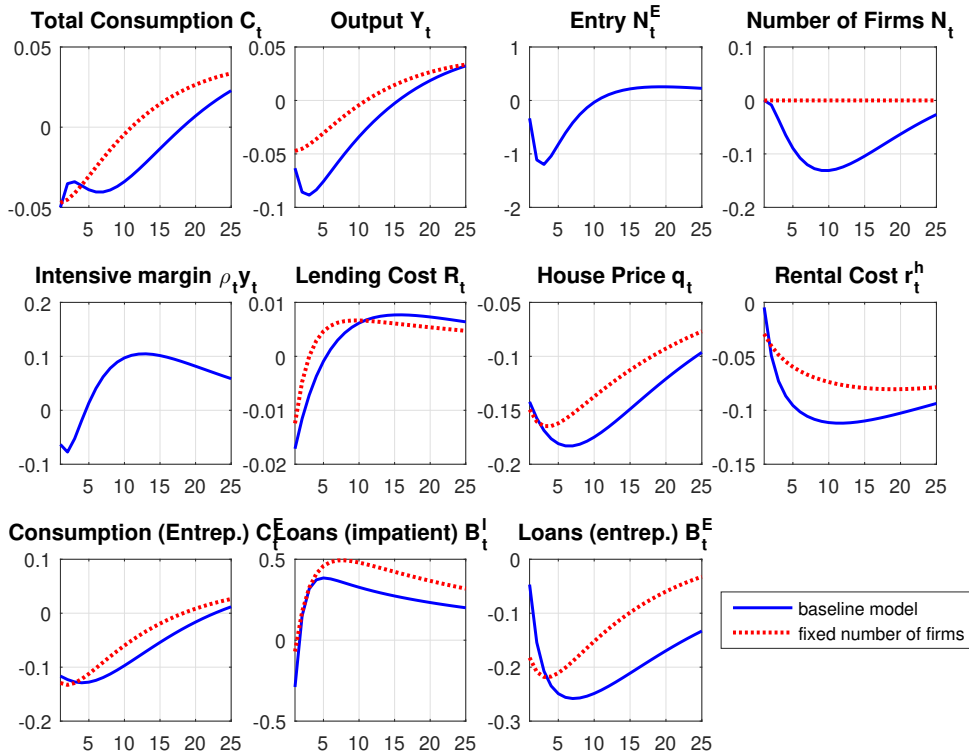 Total Consumption C_t
Output Y_t
Entry N_t^E
Number of Firms N_t
0.05
0
-0.05
5 10 15 20 25
0.05
0
-0.05
-0.1
5 10 15 20 25
1
0
-1
-2
5 10 15 20 25
0.1
0
-0.1
-0.2
5 10 15 20 25
Intensive margin ρ_t y_t
Lending Cost R_t
House Price q_t
Rental Cost r_t^h
0.2
0.1
0
-0.1
5 10 15 20 25
0.01
0
-0.01
-0.02
5 10 15 20 25
-0.05
-0.1
-0.15
-0.2
5 10 15 20 25
0
-0.05
-0.1
-0.15
5 10 15 20 25
Consumption (Entrep.) C_t^E
Loans (impatient) B_t^I
Loans (entrep.) B_t^E
0.1
0
-0.1
-0.2
5 10 15 20 25
0.5
0
-0.5
5 10 15 20 25
0
-0.1
-0.2
-0.3
5 10 15 20 25
baseline model
fixed number of firms